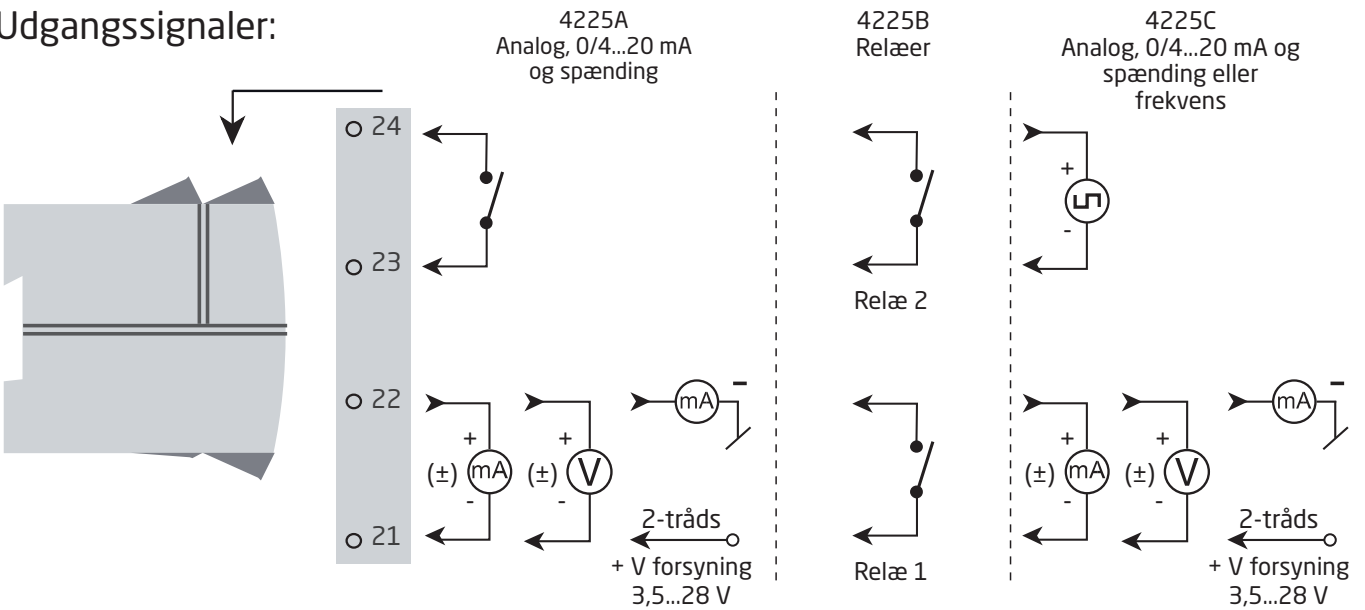 Udgangssignaler:
4225A
Analog, 0/4...20 mA
og spænding
4225B
Relæer
4225C
Analog, 0/4...20 mA og
spænding eller
frekvens
24
23
22
21
+
-
(±)
mA
+
-
(±)
V
mA
-
2-tråds
+ V forsyning
3,5...28 V
Relæ 2
Relæ 1
+
-
+
-
(±)
mA
+
-
(±)
V
mA
-
2-tråds
+ V forsyning
3,5...28 V